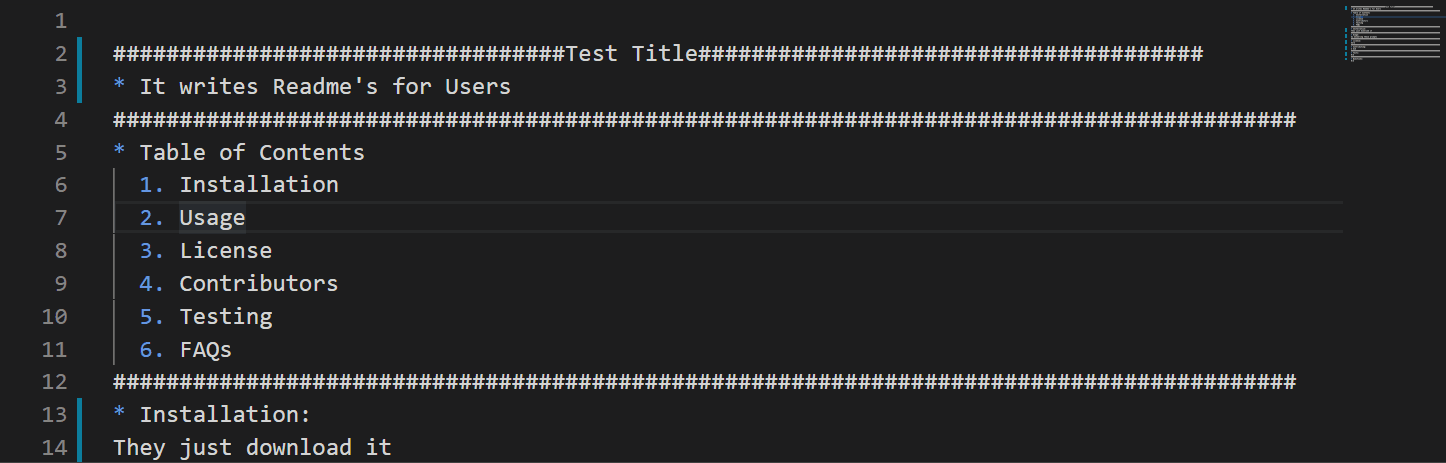 1
2 ##################################Test Title######################################
3 * It writes Readme's for Users
4 #########################################################################################
5 * Table of Contents
6 1. Installation
7 2. Usage
8 3. License
9 4. Contributors
10 5. Testing
11 6. FAQs
12 #########################################################################################
13 * Installation:
14 They just download it